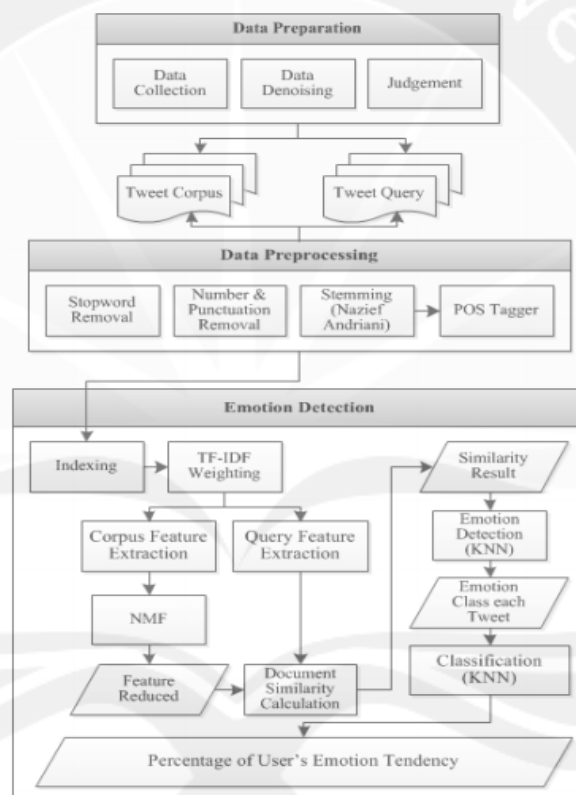 Data Preparation
Data
Collection
Data
Denoising
Judgement
Tweet Corpus
Tweet Query
Data Preprocessing
Stopword
Removal
Number &
Punctuation
Removal
Stemming
(Nazief
Andriani)
POS Tagger
Emotion Detection
Indexing
TF-IDF
Weighting
Similarity
Result
Corpus Feature
Extraction
Query Feature
Extraction
Emotion
Detection
(KNN)
NMF
Emotion
Class each
Tweet
Feature
Reduced
Document
Similarity
Calculation
Classification
(KNN)
Percentage of User's Emotion Tendency